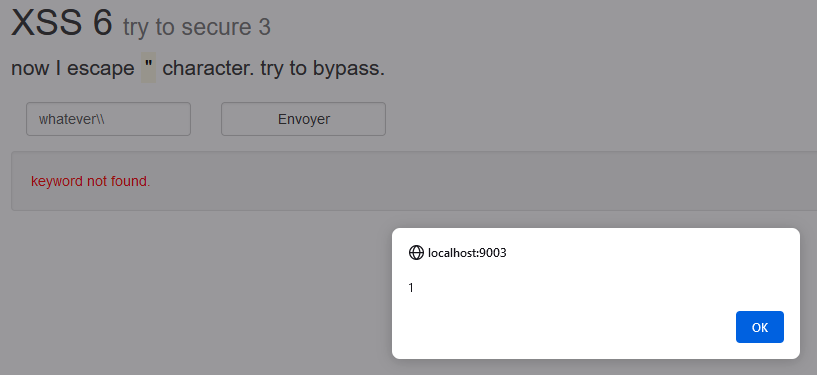 XSS 6 try to secure 3
now I escape " character. try to bypass.
whatever\\
Envoyer
keyword not found.
localhost:9003
1
OK